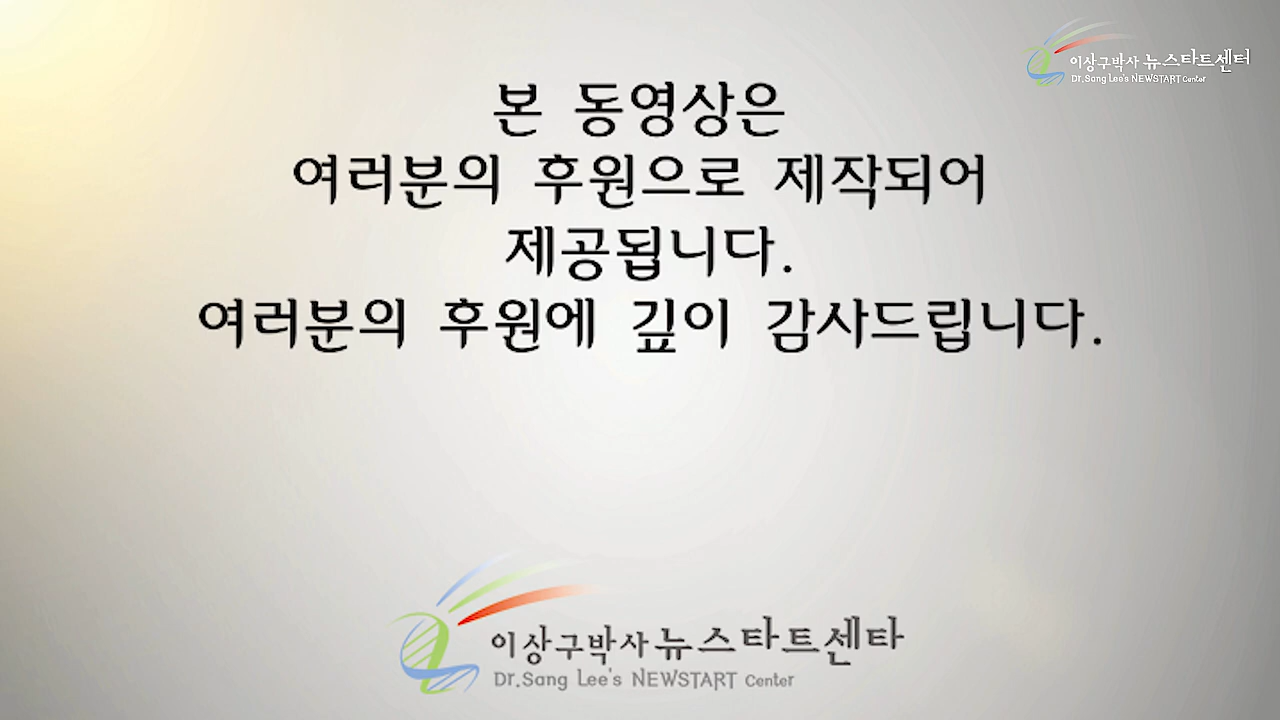 이상구박사 뉴스타트센터
Dr.Sang Lee's NEWSTART Center
본 동영상은
여러분의 후원으로 제작되어
제공됩니다.
여러분의 후원에 깊이 감사드립니다.
이상구박사 뉴스타트센타
Dr.Sang Lee's NEWSTART Center